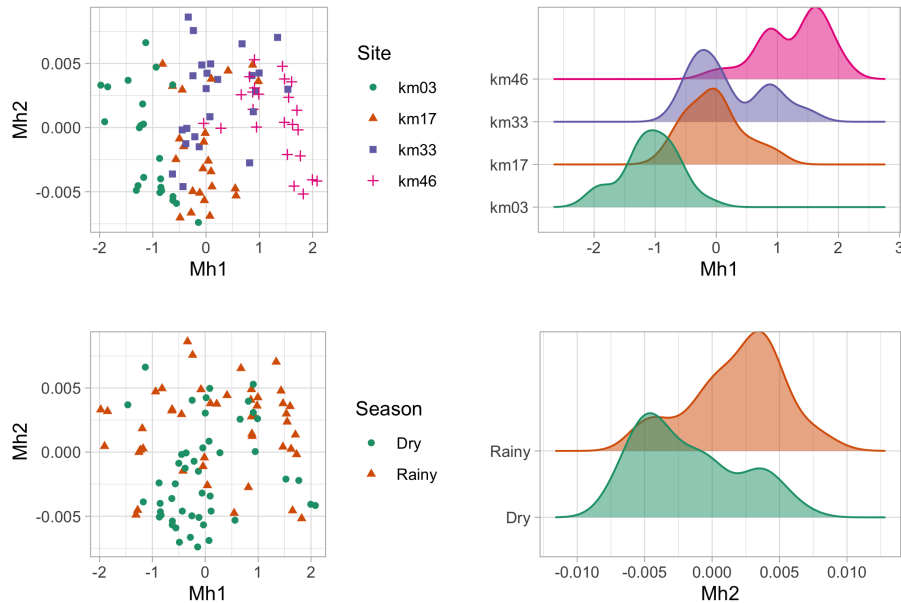 0.005
0.000
-0.005
Mh2
-2 -1 0 1 2
Mh1
Site
km03
km17
km33
km46
km46
km33
km17
km03
-2 -1 0 1 2 3
Mh1
0.005
0.000
-0.005
Mh2
-2 -1 0 1 2
Mh1
Season
Dry
Rainy
Rainy
Dry
-0.010 -0.005 0.000 0.005 0.010
Mh2